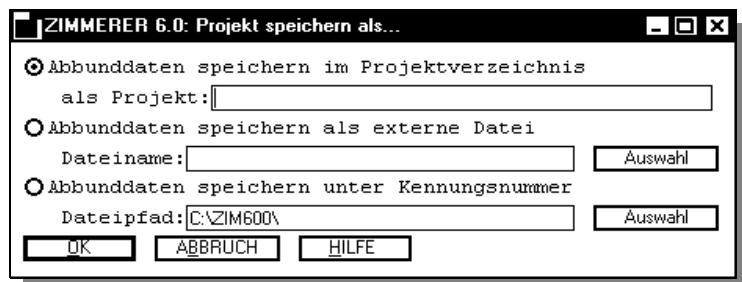 ZIMMERER 6.0: Projekt speichern als...
Abbunddaten speichern im Projektverzeichnis
als Projekt:
Abbunddaten speichern als externe Datei
Dateiname: Auswahl
Abbunddaten speichern unter Kennungsnummer
Dateipfad: C:\ZIM600\ Auswahl
OK ABBRUCH HILFE